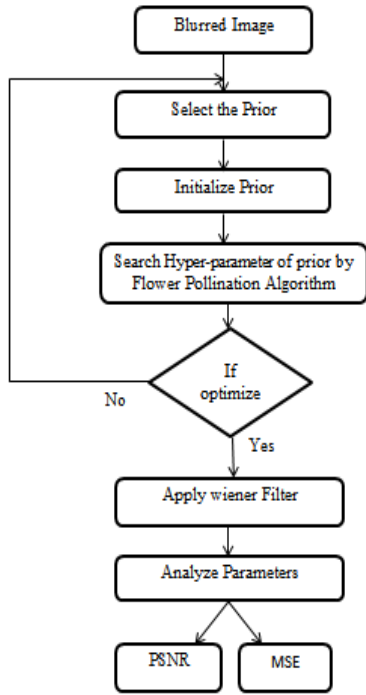 Blurred Image
Select the Prior
Initialize Prior
Search Hyper-parameter of prior by
Flower Pollination Algorithm
If
optimize
No
Yes
Apply wiener Filter
Analyze Parameters
PSNR
MSE